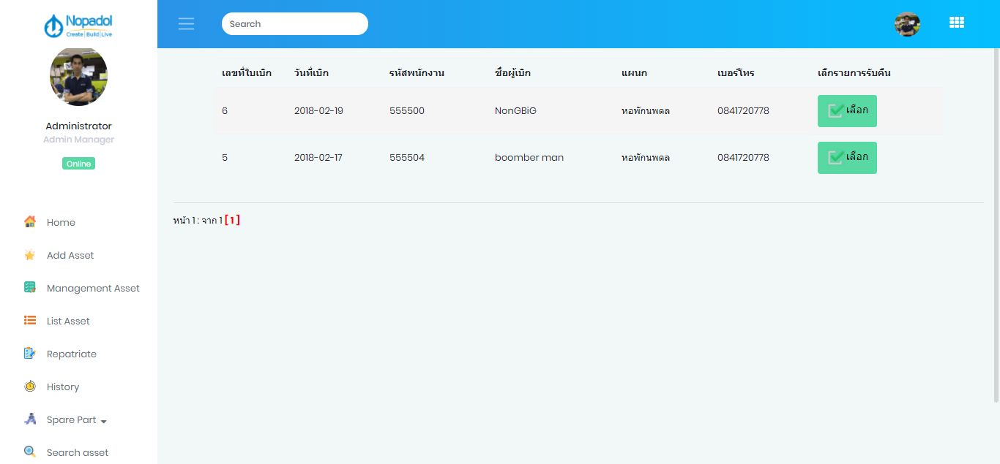 Nopadol
Create|Build|Live
Search
Administrator
Admin Manager
Online
Home
Add Asset
Management Asset
List Asset
Repatriate
History
Spare Part
Search asset
เลขที่ใบเบิก วันที่เบิก รหัสพนักงาน ชื่อผู้เบิก แผนก เบอร์โทร เลืกรายการรับคืน
6 2018-02-19 555500 NonGBiG หอพักนพดล 0841720778 เลือก
5 2018-02-17 555504 boomber man หอพักนพดล 0841720778 เลือก
หน้า 1 : จาก 1 [ 1 ]